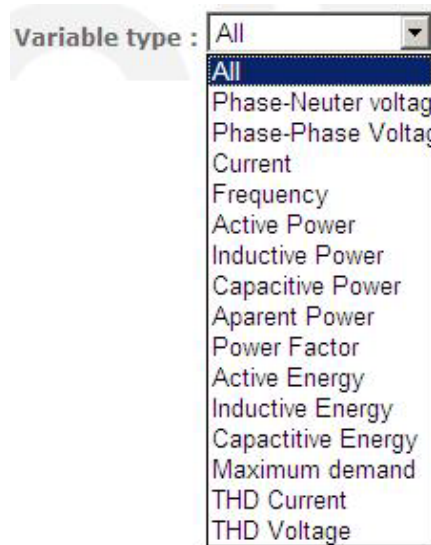 Variable type : All
All
Phase-Neuter voltag
Phase-Phase Voltag
Current
Frequency
Active Power
Inductive Power
Capacitive Power
Aparent Power
Power Factor
Active Energy
Inductive Energy
Capactitive Energy
Maximum demand
THD Current
THD Voltage